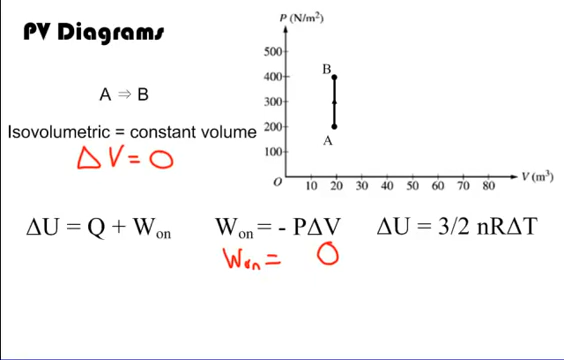 PV Diagrams
A ⇒ B
Isovolumetric = constant volume
ΔV = 0
P (N/m²)
500
400
300
200
100
B
A
O
10 20 30 40 50 60 70 80
V (m³)
ΔU = Q + Wₒₙ
Wₒₙ = - PΔV
ΔU = 3/2 nRΔT
Wₒₙ = 0